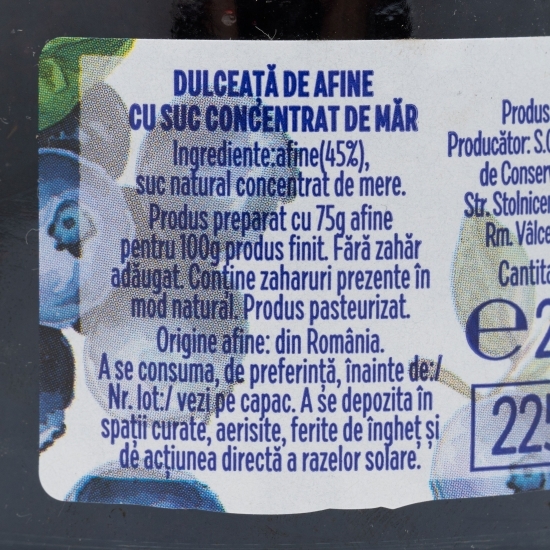 DULCEAȚĂ DE AFINE
CU SUC CONCENTRAT DE MĂR
Ingrediente:afine(45%),
suc natural concentrat de mere.
Produs preparat cu 75g afine
pentru 100g produs finit. Fără zahăr
adăugat. Conține zaharuri prezente în
mod natural. Produs pasteurizat.
Origine afine: din România.
A se consuma, de preferință, înainte de:/
Nr. lot:/ vezi pe capac. A se depozita în
spații curate, aerisite, ferite de îngheț și
de acțiunea directă a razelor solare.
Produs
Producător: S.C
de Conserv
Str. Stolnicen
Rm. Vâlce
Cantita
e 2
225